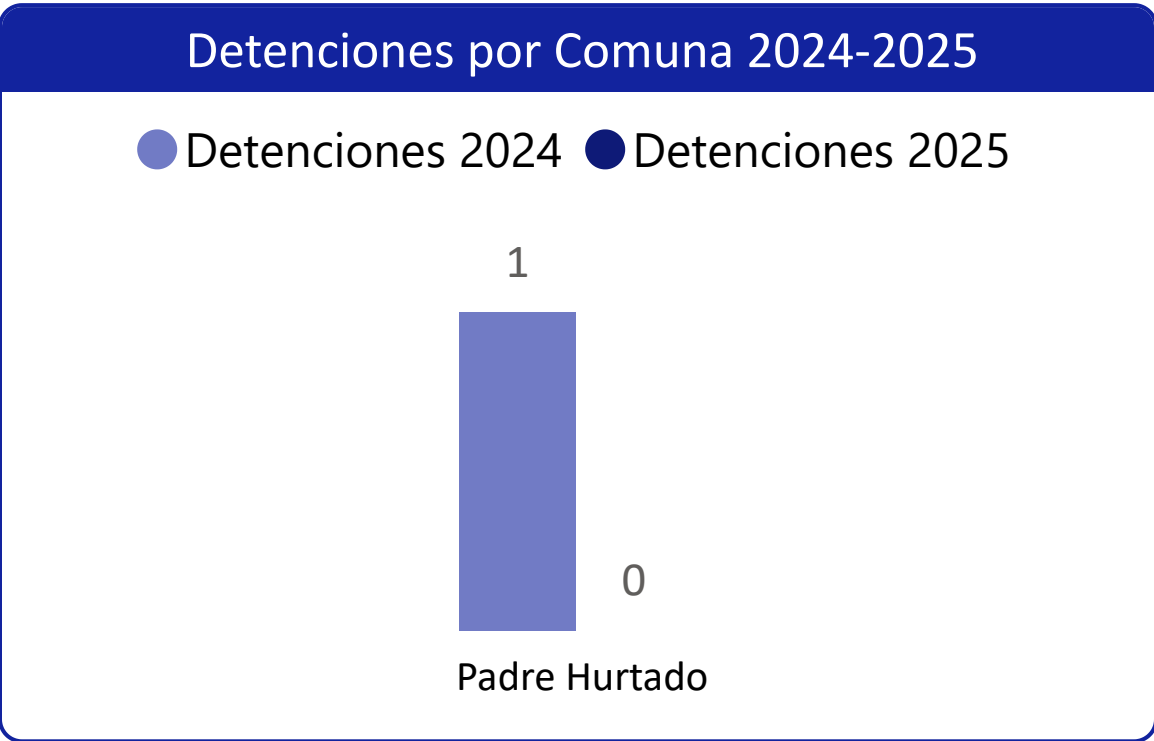 Detenciones por Comuna 2024-2025
Detenciones 2024 Detenciones 2025
1
0
Padre Hurtado